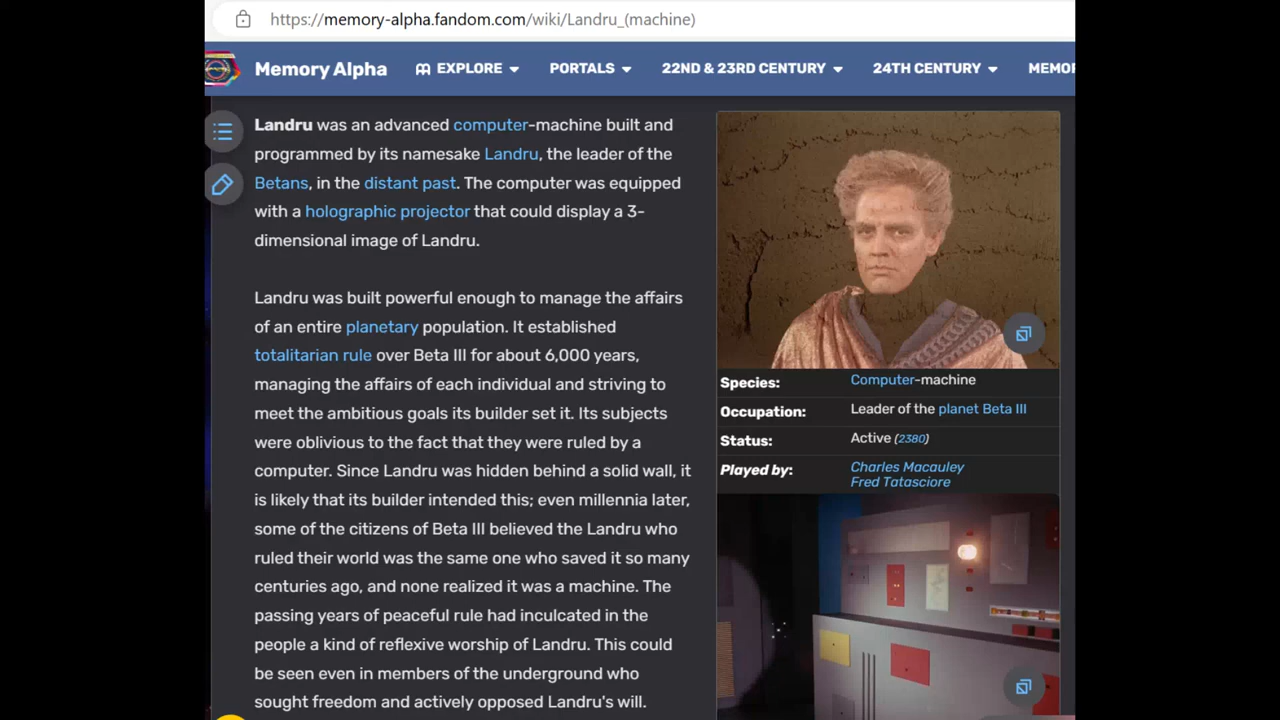 https://memory-alpha.fandom.com/wiki/Landru_(machine)
Memory Alpha EXPLORE PORTALS 22ND & 23RD CENTURY 24TH CENTURY MEMOR
Landru was an advanced computer-machine built and
programmed by its namesake Landru, the leader of the
Betans, in the distant past. The computer was equipped
with a holographic projector that could display a 3-
dimensional image of Landru.
Landru was built powerful enough to manage the affairs
of an entire planetary population. It established
totalitarian rule over Beta III for about 6,000 years,
managing the affairs of each individual and striving to
meet the ambitious goals its builder set it. Its subjects
were oblivious to the fact that they were ruled by a
computer. Since Landru was hidden behind a solid wall, it
is likely that its builder intended this; even millennia later,
some of the citizens of Beta III believed the Landru who
ruled their world was the same one who saved it so many
centuries ago, and none realized it was a machine. The
passing years of peaceful rule had inculcated in the
people a kind of reflexive worship of Landru. This could
be seen even in members of the underground who
sought freedom and actively opposed Landru's will.
Species: Computer-machine
Occupation: Leader of the planet Beta III
Status: Active (2380)
Played by: Charles Macauley
Fred Tatasciore